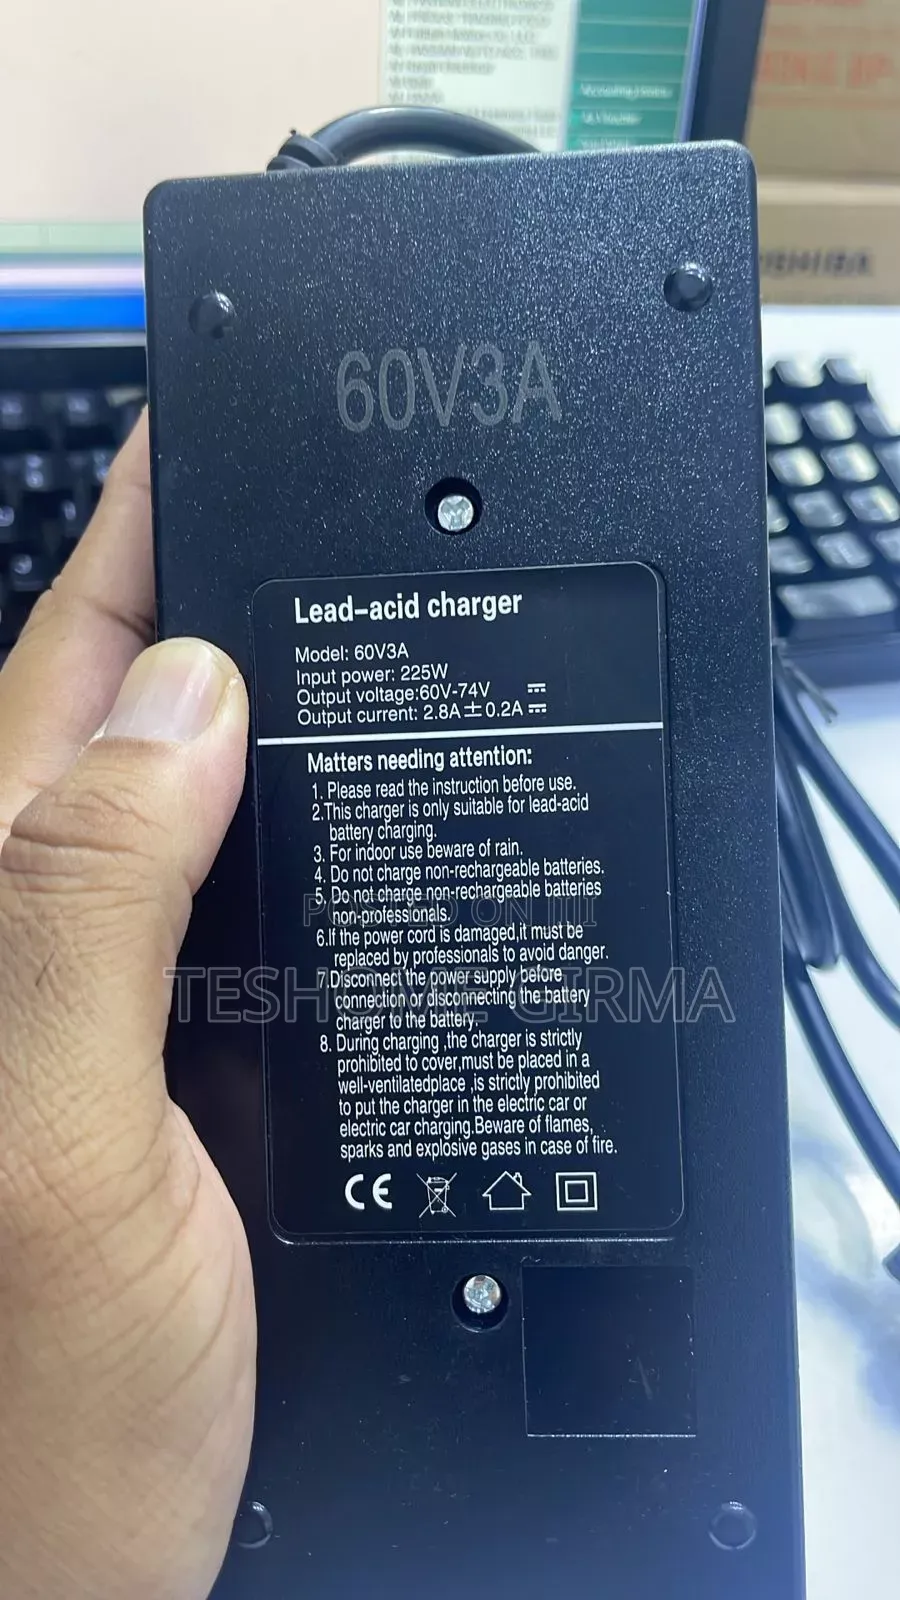 OSHIBA
60V3A
Lead-acid charger
Model: 60V3A
Input power: 225W
Output voltage:60V-74V
Output current: 2.8A±0.2A
Matters needing attention:
1. Please read the instruction before use.
2.This charger is only suitable for lead-acid
battery charging.
3. For indoor use beware of rain.
4. Do not charge non-rechargeable batteries.
5. Do not charge non-rechargeable batteries
non-professionals.
POSTED ON
6.If the power cord is damaged,it must be
replaced by professionals to avoid danger.
7.Disconnect the power supply before
TESHOME GIRMA
connection or disconnecting the battery
charger to the battery.
8. During charging ,the charger is strictly
prohibited to cover,must be placed in a
well-ventilatedplace ,is strictly prohibited
to put the charger in the electric car or
electric car charging.Beware of flames,
sparks and explosive gases in case of fire.
CE